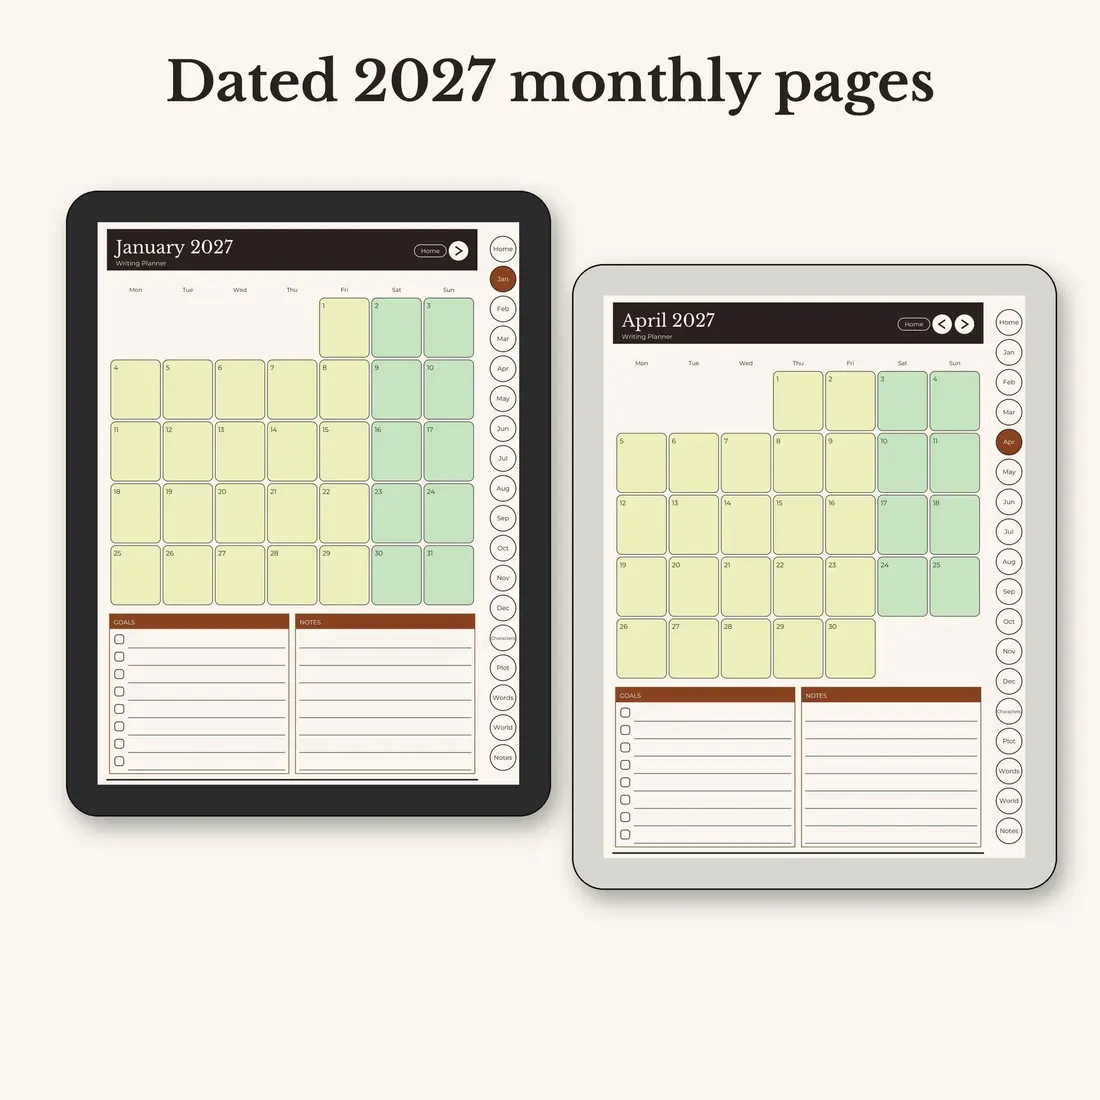 Dated 2027 monthly pages
January 2027
Writing Planner
Home
Mon Tue Wed Thu Fri Sat Sun
1 2 3
4 5 6 7 8 9 10
11 12 13 14 15 16 17
18 19 20 21 22 23 24
25 26 27 28 29 30 31
GOALS
NOTES
Home
Jan
Feb
Mar
Apr
May
Jun
Jul
Aug
Sep
Oct
Nov
Dec
Characters
Plot
Words
World
Notes
April 2027
Writing Planner
Home
Mon Tue Wed Thu Fri Sat Sun
1 2 3 4
5 6 7 8 9 10 11
12 13 14 15 16 17 18
19 20 21 22 23 24 25
26 27 28 29 30
GOALS
NOTES
Home
Jan
Feb
Mar
Apr
May
Jun
Jul
Aug
Sep
Oct
Nov
Dec
Characters
Plot
Words
World
Notes